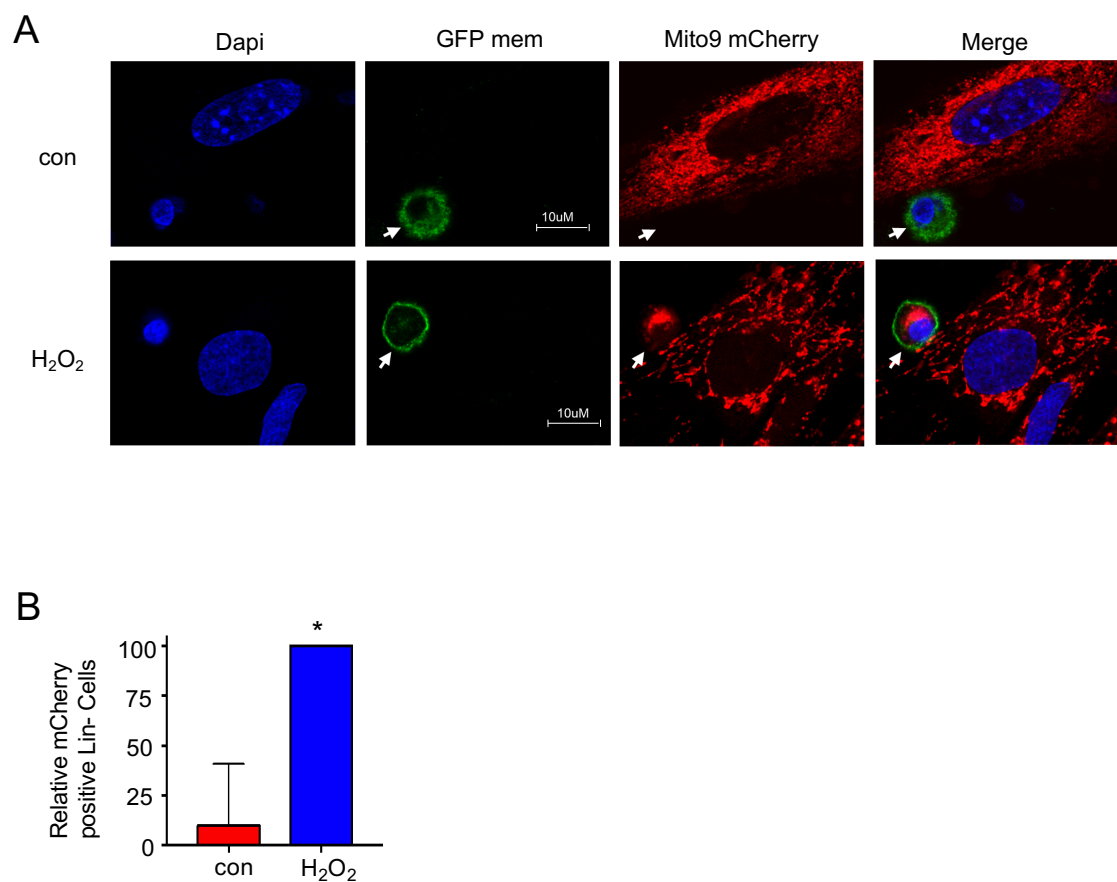 A
Dapi GFP mem Mito9 mCherry Merge
con
10uM
H₂O₂
10uM
B
Relative mCherry
positive Lin- Cells
*
100
75
50
25
0
con H₂O₂